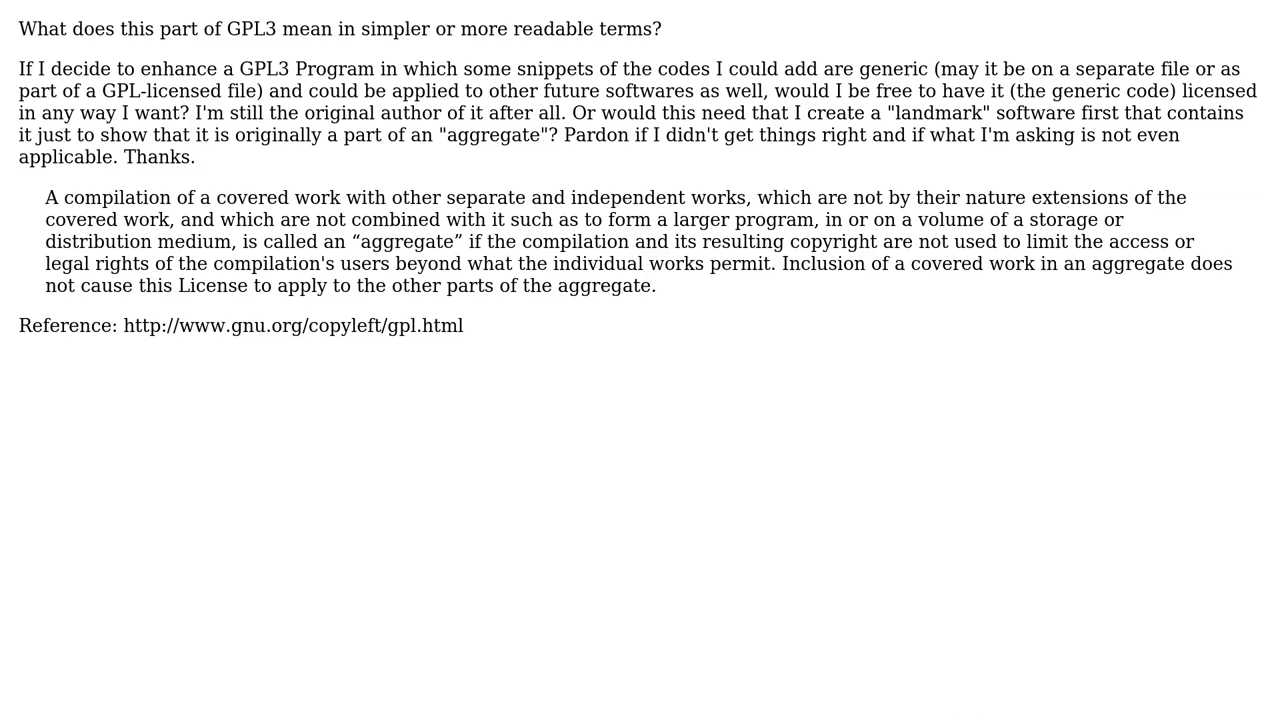 What does this part of GPL3 mean in simpler or more readable terms?
If I decide to enhance a GPL3 Program in which some snippets of the codes I could add are generic (may it be on a separate file or as
part of a GPL-licensed file) and could be applied to other future softwares as well, would I be free to have it (the generic code) licensed
in any way I want? I'm still the original author of it after all. Or would this need that I create a "landmark" software first that contains
it just to show that it is originally a part of an "aggregate"? Pardon if I didn't get things right and if what I'm asking is not even
applicable. Thanks.
A compilation of a covered work with other separate and independent works, which are not by their nature extensions of the
covered work, and which are not combined with it such as to form a larger program, in or on a volume of a storage or
distribution medium, is called an “aggregate” if the compilation and its resulting copyright are not used to limit the access or
legal rights of the compilation's users beyond what the individual works permit. Inclusion of a covered work in an aggregate does
not cause this License to apply to the other parts of the aggregate.
Reference: http://www.gnu.org/copyleft/gpl.html